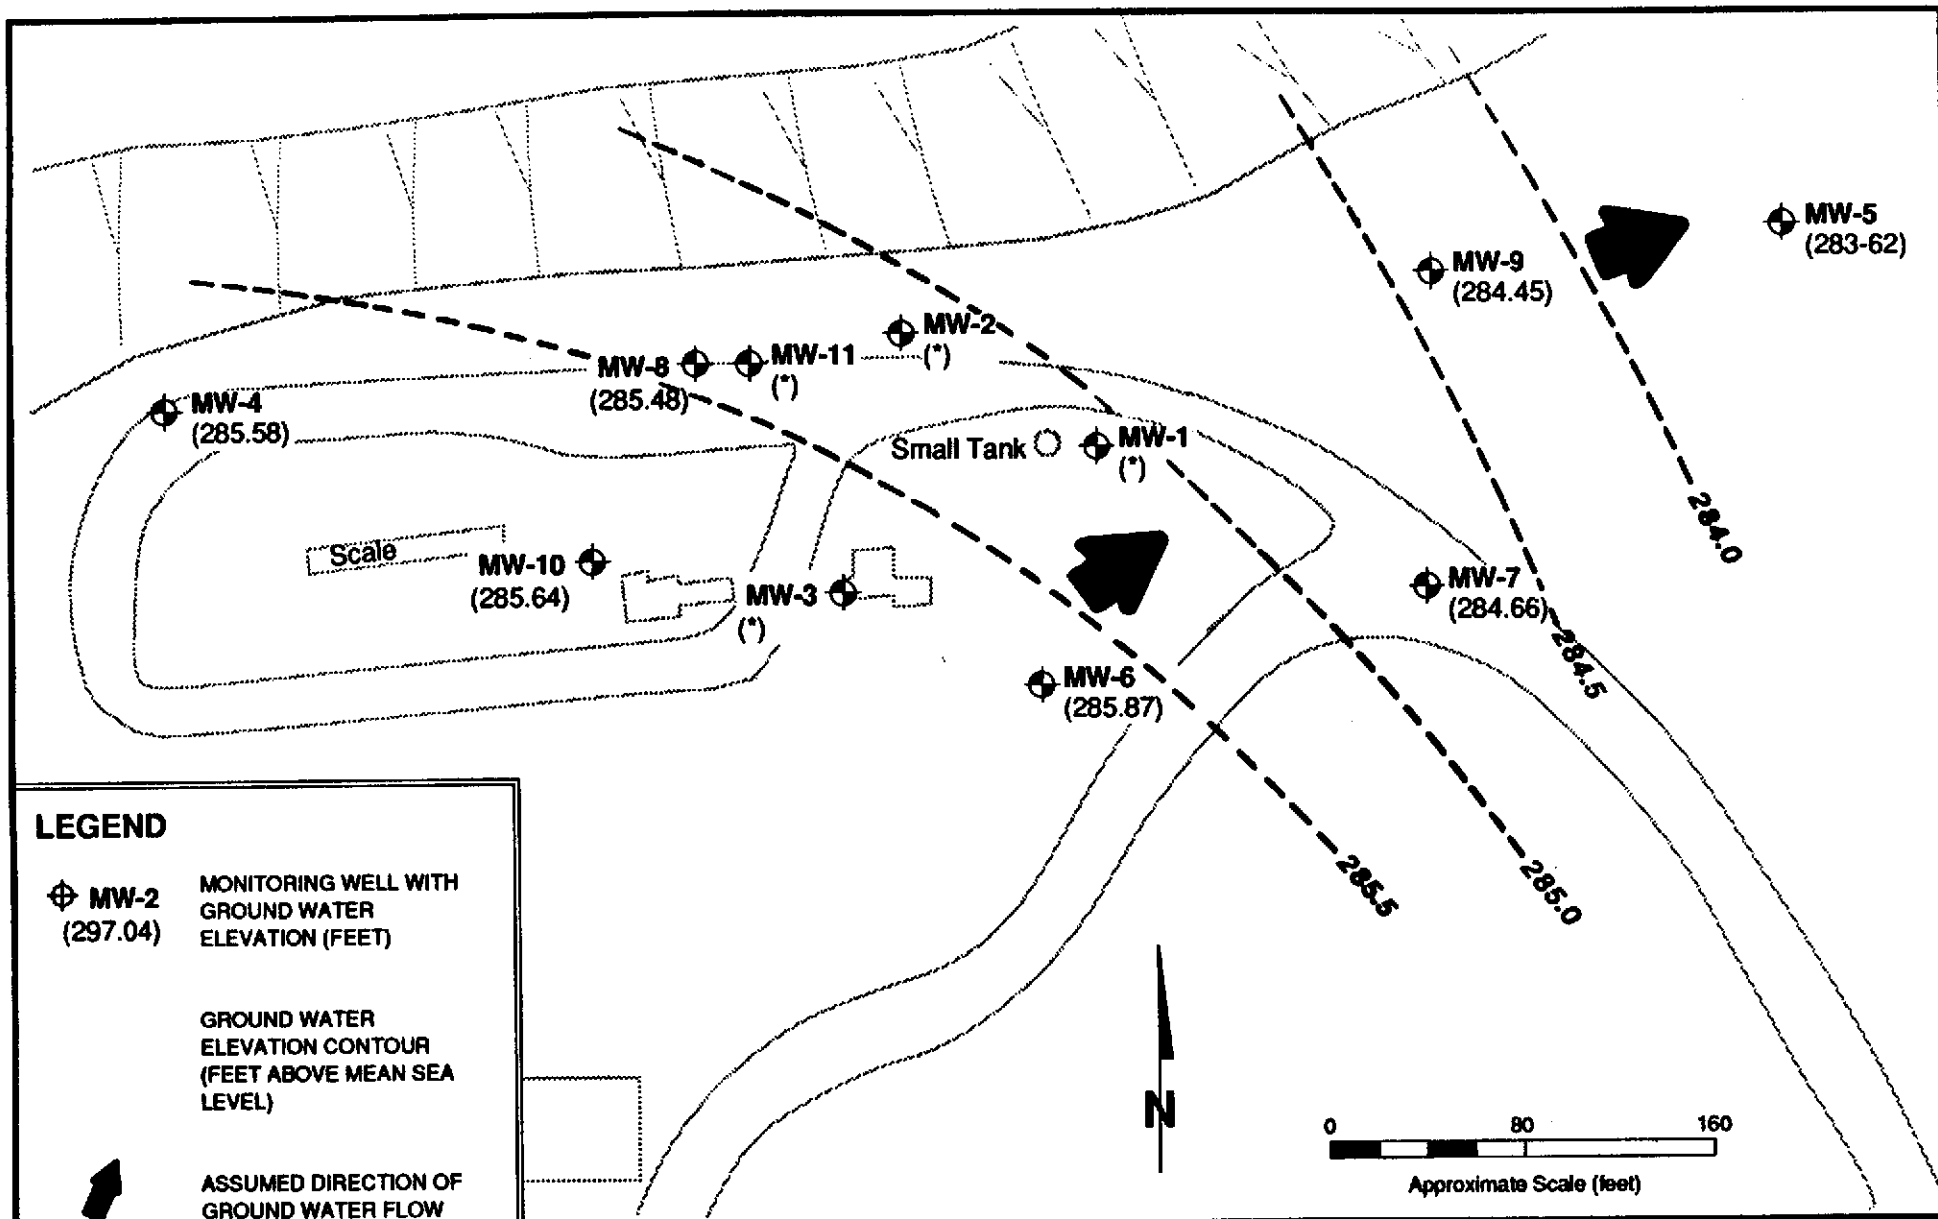 MW-5
(283-62)
MW-9
(284.45)
MW-2
(*)
MW-8
(285.48)
MW-11
(*)
MW-4
(285.58)
Small Tank
MW-1
(*)
284.0
Scale
MW-10
(285.64)
MW-3
(*)
MW-7
(284.66)
284.5
MW-6
(285.87)
285.5
285.0
LEGEND
MW-2
(297.04)
MONITORING WELL WITH
GROUND WATER
ELEVATION (FEET)
GROUND WATER
ELEVATION CONTOUR
(FEET ABOVE MEAN SEA
LEVEL)
ASSUMED DIRECTION OF
GROUND WATER FLOW
N
0 80 160
Approximate Scale (feet)